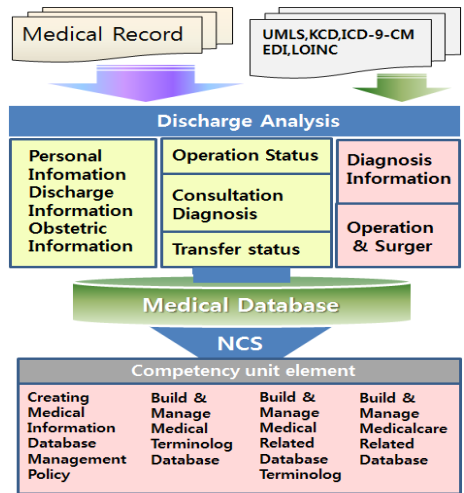 Medical Record
UMLS,KCD,ICD-9-CM
EDI,LOINC
Discharge Analysis
Personal
Infomation
Discharge
Information
Obstetric
Information
Operation Status
Consultation
Diagnosis
Transfer status
Diagnosis
Information
Operation
& Surger
Medical Database
NCS
Competency unit element
Creating
Medical
Information
Database
Management
Policy
Build &
Manage
Medical
Terminolog
Database
Build &
Manage
Medical
Related
Database
Terminolog
Build &
Manage
Medicalcare
Related
Database